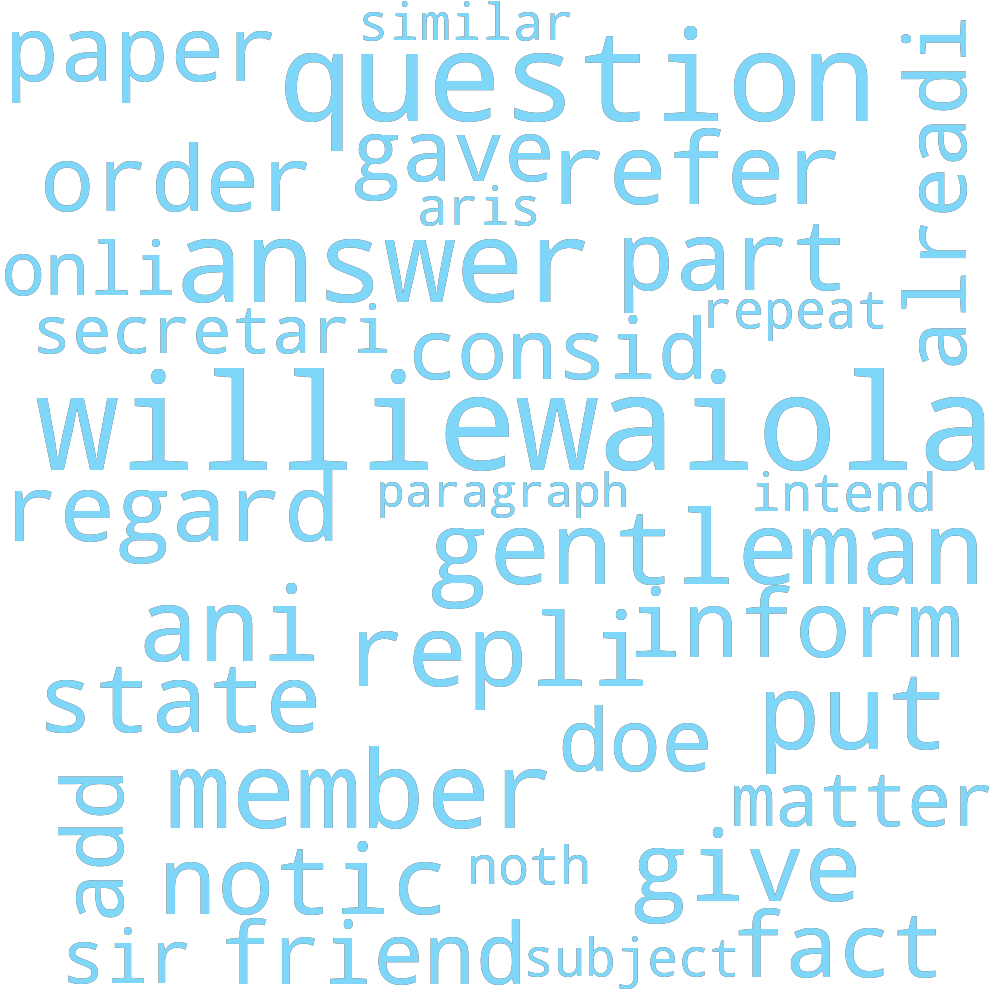 similar
paper
question
alreadi
gave
refer
order
aris
onli
answer
part
repeat
secretari
consid
williewaiola
regard
paragraph
intend
gentleman
ani
repli
inform
state
put
doe
add
member
matter
notic
noth
give
sir
friend
subject
fact